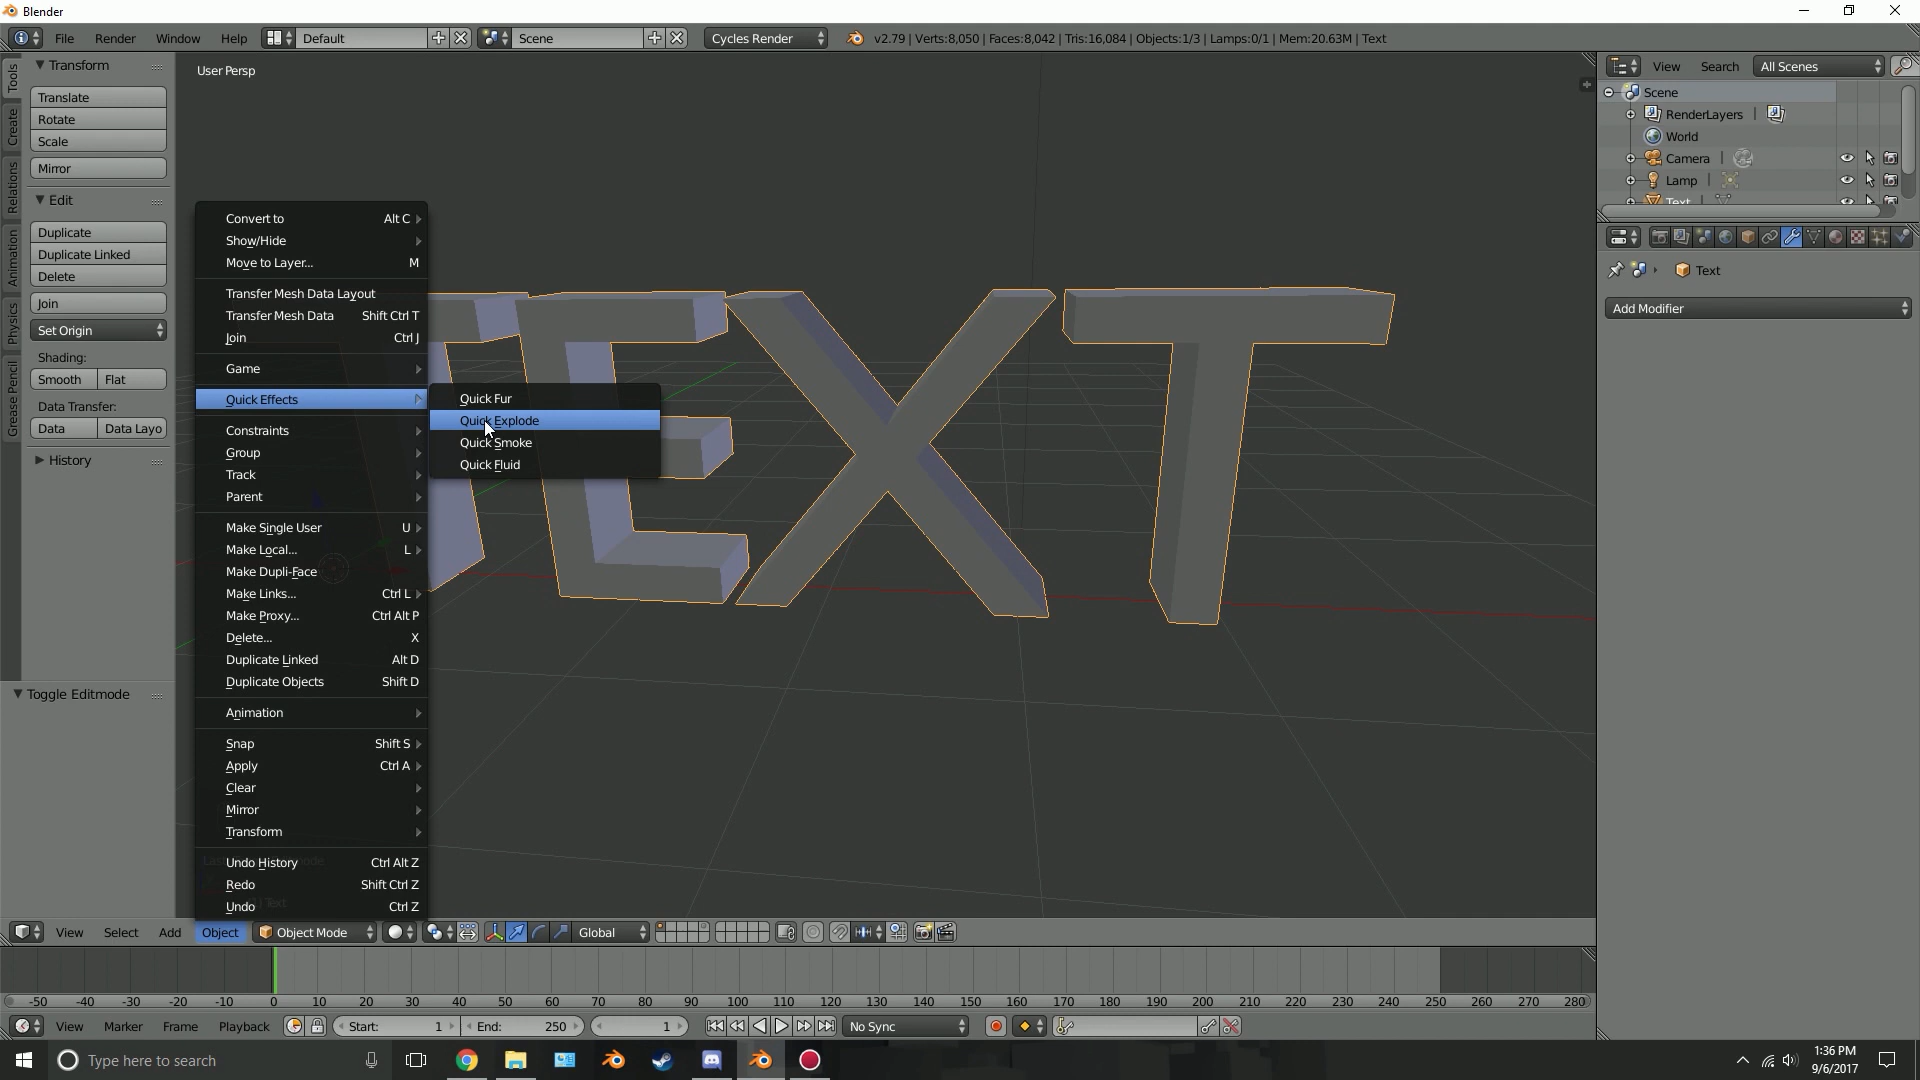 Blender
File Render Window Help Default Scene Cycles Render v2.79 | Verts:8,050 | Faces:8,042 | Tris:16,084 | Objects:1/3 | Lamps:0/1 | Mem:20.63M | Text
Tools
Create
Relations
Animation
Physics
Grease Pencil
Transform
Translate
Rotate
Scale
Mirror
Edit
Duplicate
Duplicate Linked
Delete
Join
Set Origin
Shading:
Smooth Flat
Data Transfer:
Data Data Layo
History
Toggle Editmode
User Persp
Convert to Alt C
Show/Hide
Move to Layer... M
Transfer Mesh Data Layout
Transfer Mesh Data Shift Ctrl T
Join Ctrl J
Game
Quick Effects
Constraints
Group
Track
Parent
Make Single User U
Make Local... L
Make Dupli-Face
Make Links... Ctrl L
Make Proxy... Ctrl Alt P
Delete... X
Duplicate Linked Alt D
Duplicate Objects Shift D
Animation
Snap Shift S
Apply Ctrl A
Clear
Mirror
Transform
Undo History Ctrl Alt Z
Redo Shift Ctrl Z
Undo Ctrl Z
Quick Fur
Quick Explode
Quick Smoke
Quick Fluid
TEXT
View Search All Scenes
Scene
RenderLayers |
World
Camera |
Lamp |
Text
Text
Add Modifier
View Select Add Object Object Mode Global
-50 -40 -30 -20 -10 0 10 20 30 40 50 60 70 80 90 100 110 120 130 140 150 160 170 180 190 200 210 220 230 240 250 260 270 280
View Marker Frame Playback Start: 1 End: 250 1 No Sync
Type here to search
1:36 PM
9/6/2017